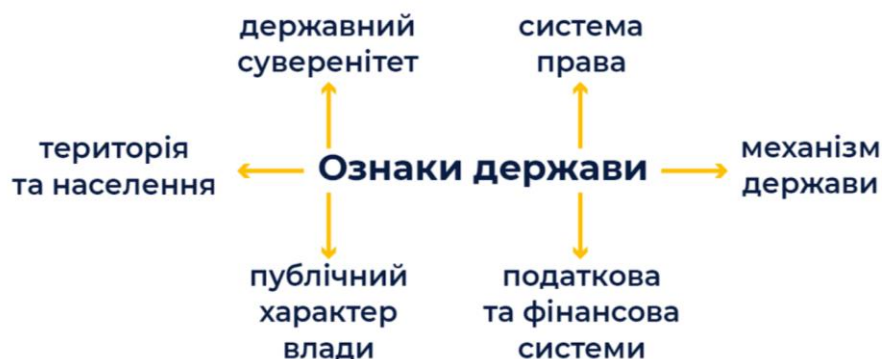 державний
суверенітет
система
права
територія
та населення
Ознаки держави
механізм
держави
публічний
характер
влади
податкова
та фінансова
системи